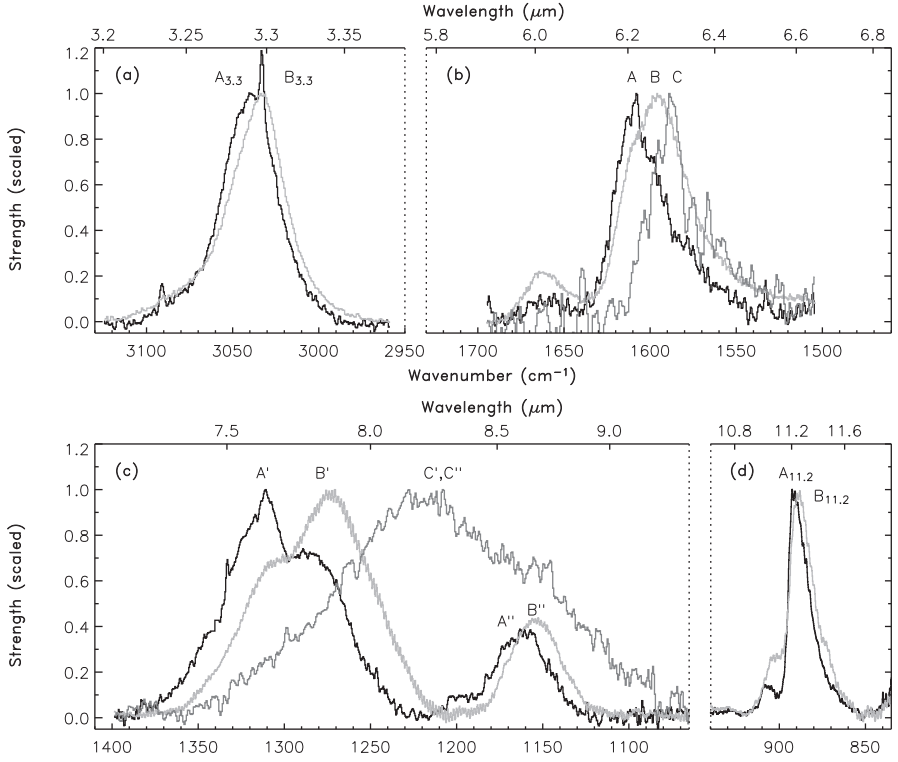 Wavelength (μm)
3.2 3.25 3.3 3.35 5.8 6.0 6.2 6.4 6.6 6.8
1.2
(a) A3.3 B3.3 (b) A B C
1.0
0.8
0.6
0.4
0.2
0.0
Strength (scaled)
3100 3050 3000 2950 1700 1650 1600 1550 1500
Wavenumber (cm⁻¹)
Wavelength (μm)
7.5 8.0 8.5 9.0 10.8 11.2 11.6
1.2
(c) A' B' C',C'' (d) A11.2
B11.2
1.0
0.8
0.6
A'' B''
0.4
0.2
0.0
Strength (scaled)
1400 1350 1300 1250 1200 1150 1100 900 850